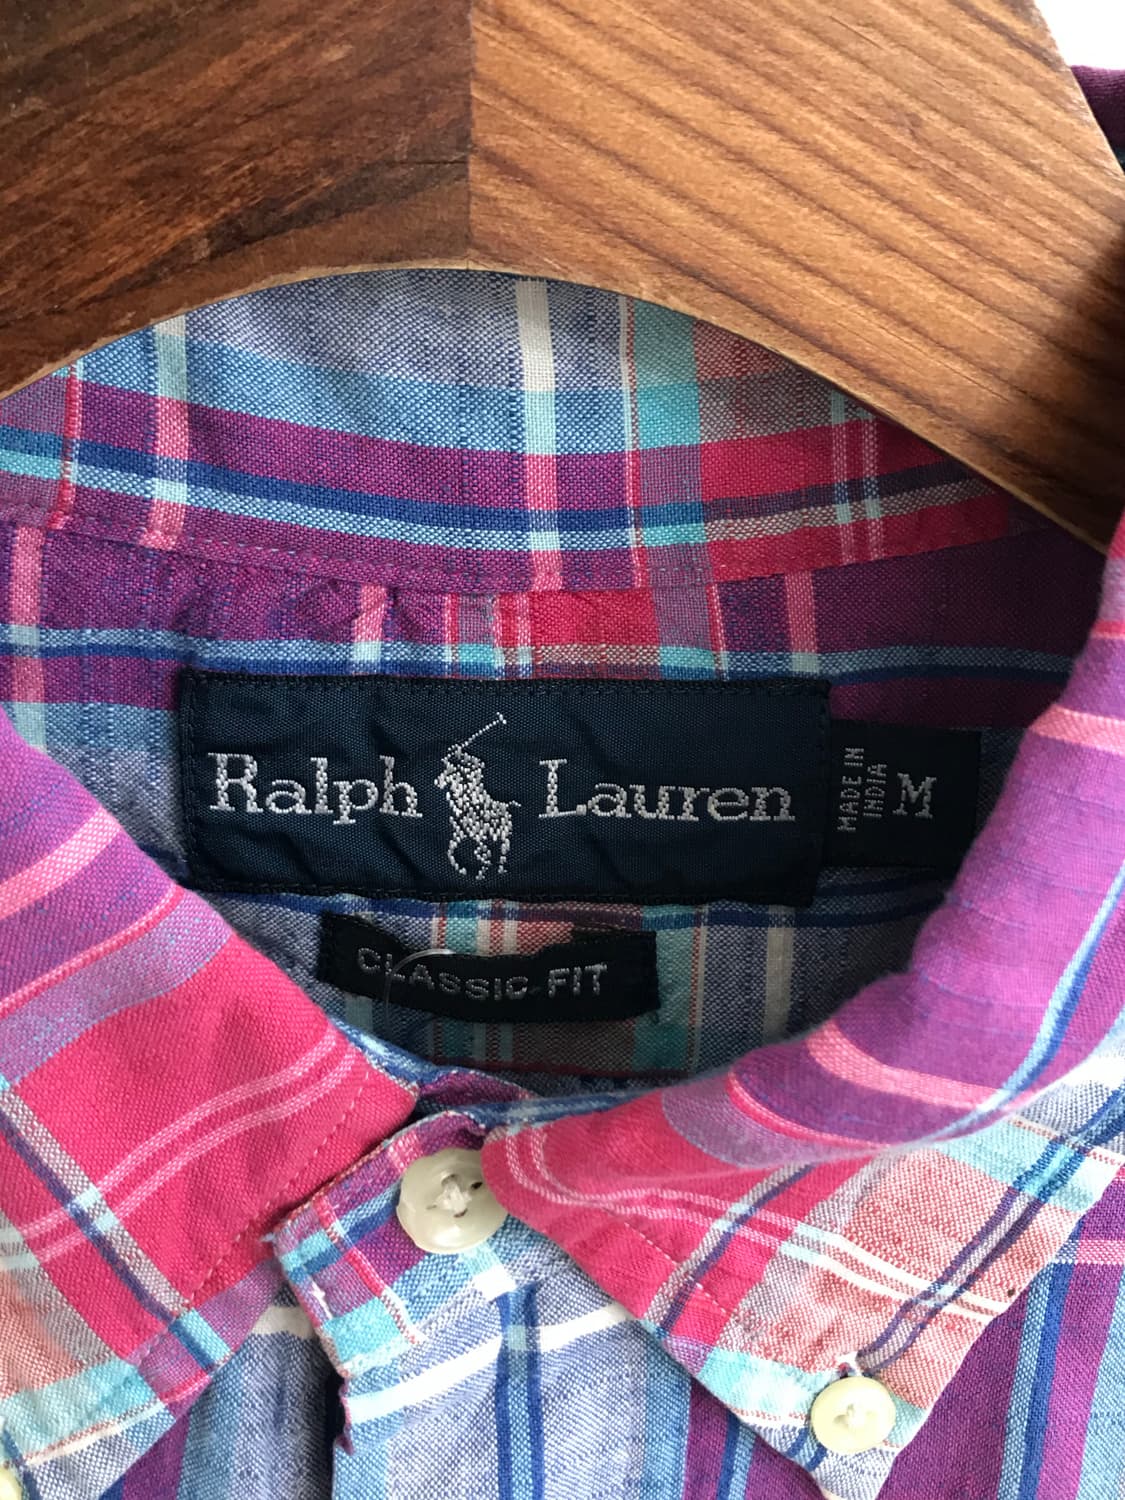 Ralph Lauren
MADE IN
INDIA
M
CLASSIC FIT